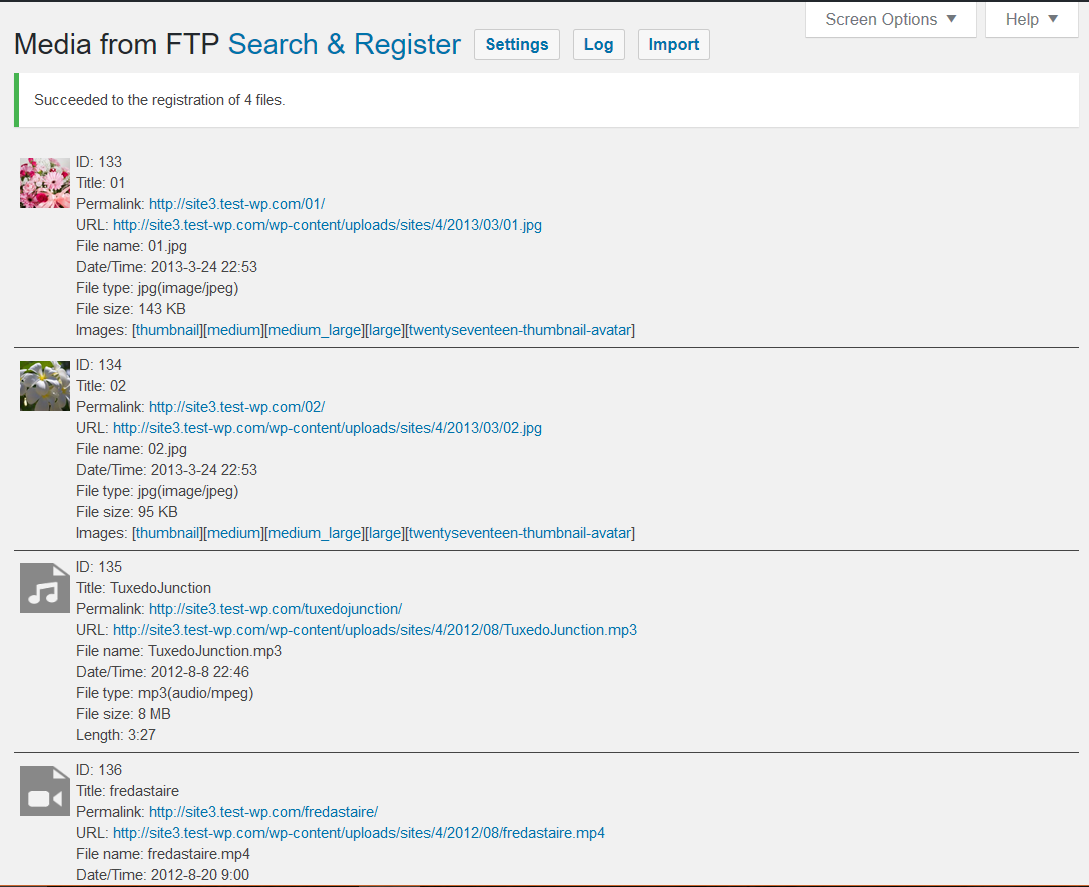 Screen Options ▼ Help ▼
Media from FTP Search & Register Settings Log Import
Succeeded to the registration of 4 files.
ID: 133
Title: 01
Permalink: http://site3.test-wp.com/01/
URL: http://site3.test-wp.com/wp-content/uploads/sites/4/2013/03/01.jpg
File name: 01.jpg
Date/Time: 2013-3-24 22:53
File type: jpg(image/jpeg)
File size: 143 KB
Images: [thumbnail][medium][medium_large][large][twentyseventeen-thumbnail-avatar]
ID: 134
Title: 02
Permalink: http://site3.test-wp.com/02/
URL: http://site3.test-wp.com/wp-content/uploads/sites/4/2013/03/02.jpg
File name: 02.jpg
Date/Time: 2013-3-24 22:53
File type: jpg(image/jpeg)
File size: 95 KB
Images: [thumbnail][medium][medium_large][large][twentyseventeen-thumbnail-avatar]
ID: 135
Title: TuxedoJunction
Permalink: http://site3.test-wp.com/tuxedojunction/
URL: http://site3.test-wp.com/wp-content/uploads/sites/4/2012/08/TuxedoJunction.mp3
File name: TuxedoJunction.mp3
Date/Time: 2012-8-8 22:46
File type: mp3(audio/mpeg)
File size: 8 MB
Length: 3:27
ID: 136
Title: fredastaire
Permalink: http://site3.test-wp.com/fredastaire/
URL: http://site3.test-wp.com/wp-content/uploads/sites/4/2012/08/fredastaire.mp4
File name: fredastaire.mp4
Date/Time: 2012-8-20 9:00